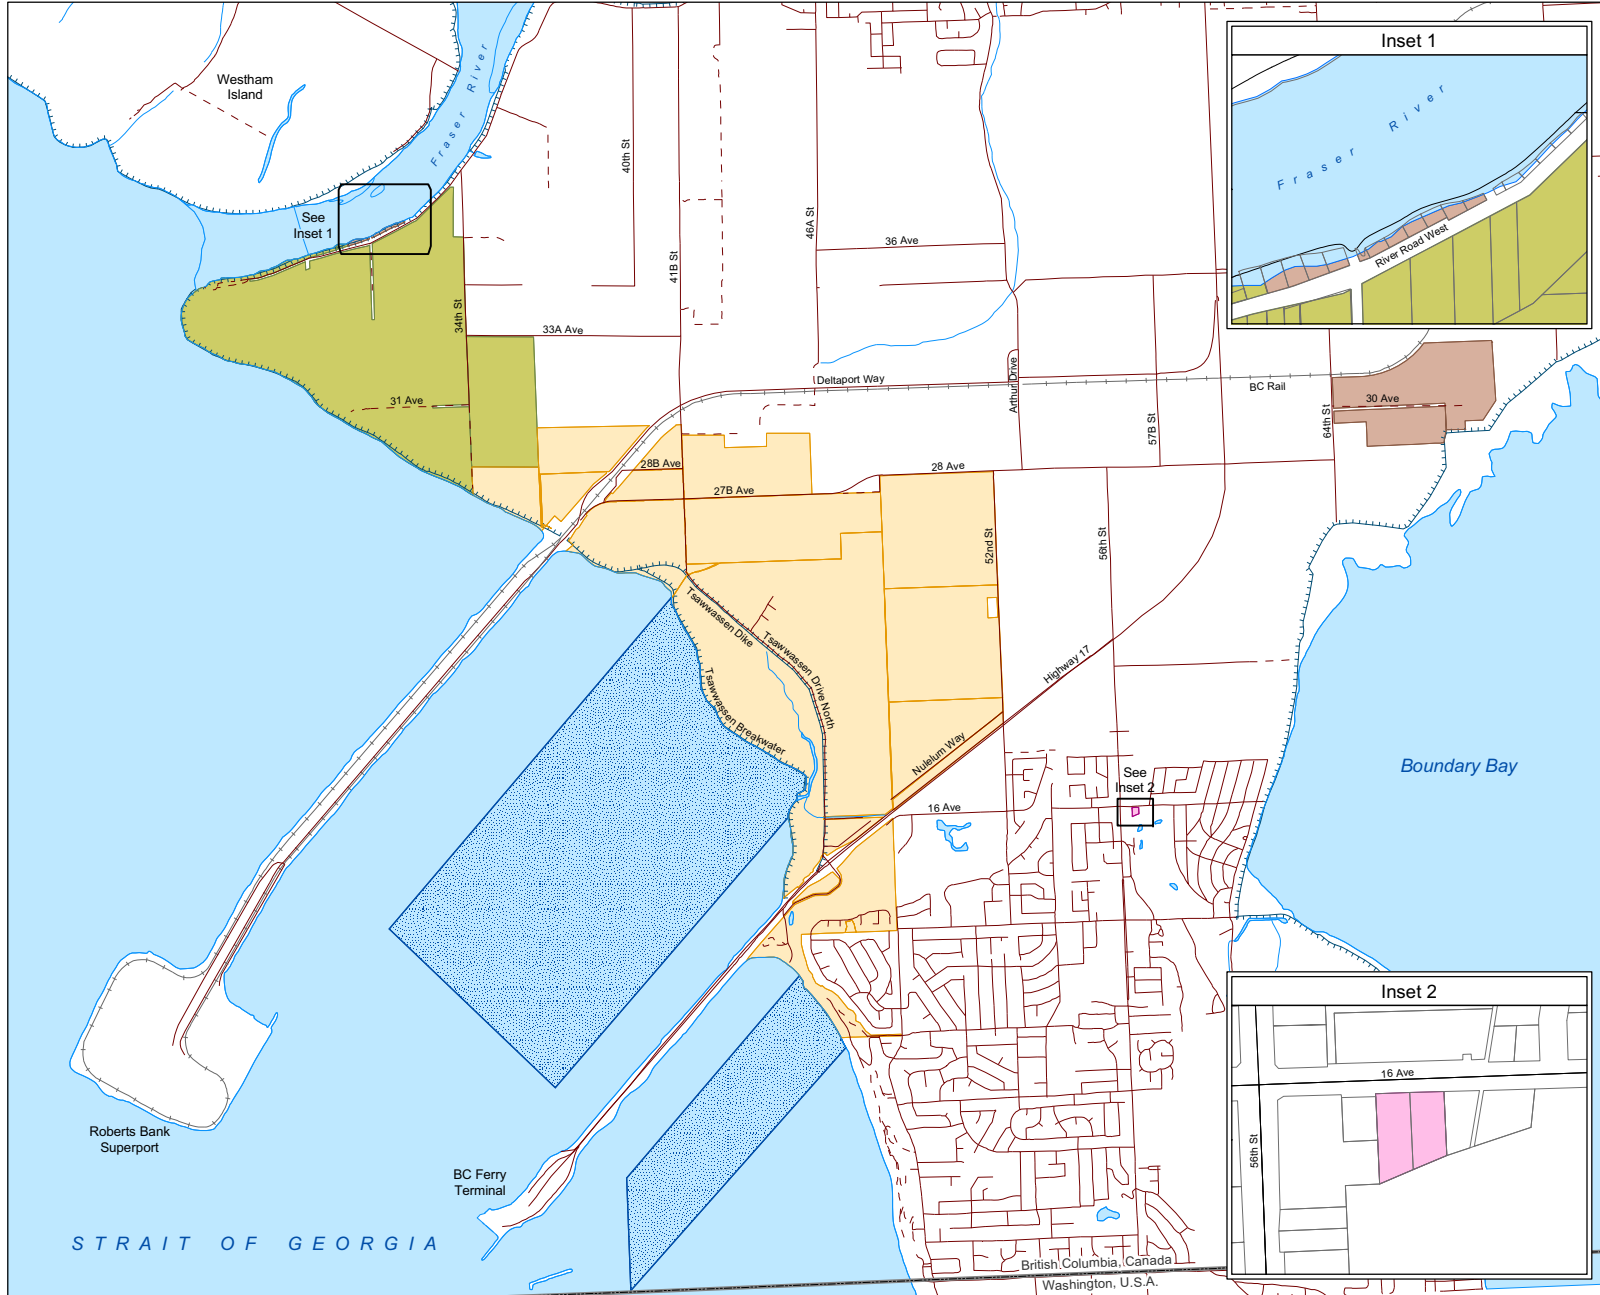 Westham
Island
Fraser River
See
Inset 1
40th St
41B St
46A St
36 Ave
34th St
33A Ave
31 Ave
Deltaport Way
Arthur Drive
57B St
BC Rail
64th St
30 Ave
28B Ave
28 Ave
27B Ave
52nd St
56th St
Tsawwassen Dike
Tsawwassen Drive North
Tsawwassen Breakwater
Highway 17
Nulelum Way
16 Ave
See
Inset 2
Boundary Bay
Roberts Bank
Superport
BC Ferry
Terminal
STRAIT OF GEORGIA
British Columbia, Canada
Washington, U.S.A.
Inset 1
Fraser River
River Road West
Inset 2
16 Ave
56th St